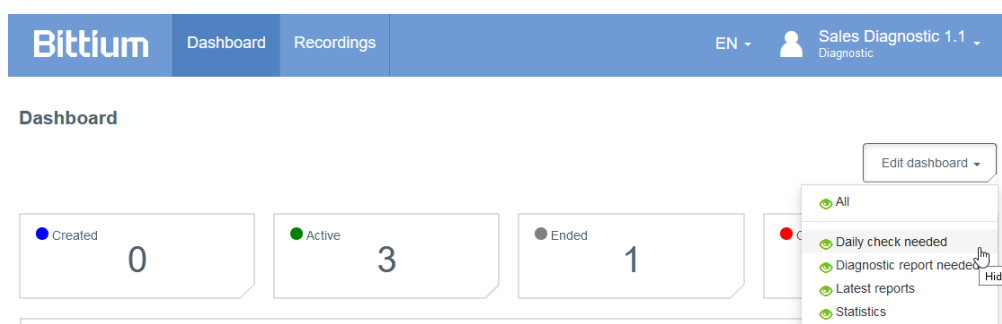 Bittium Dashboard Recordings EN Sales Diagnostic 1.1
Diagnostic
Dashboard
Edit dashboard
All
Created Active Ended
Daily check needed
0 3 1
Diagnostic report needed
Latest reports
Statistics